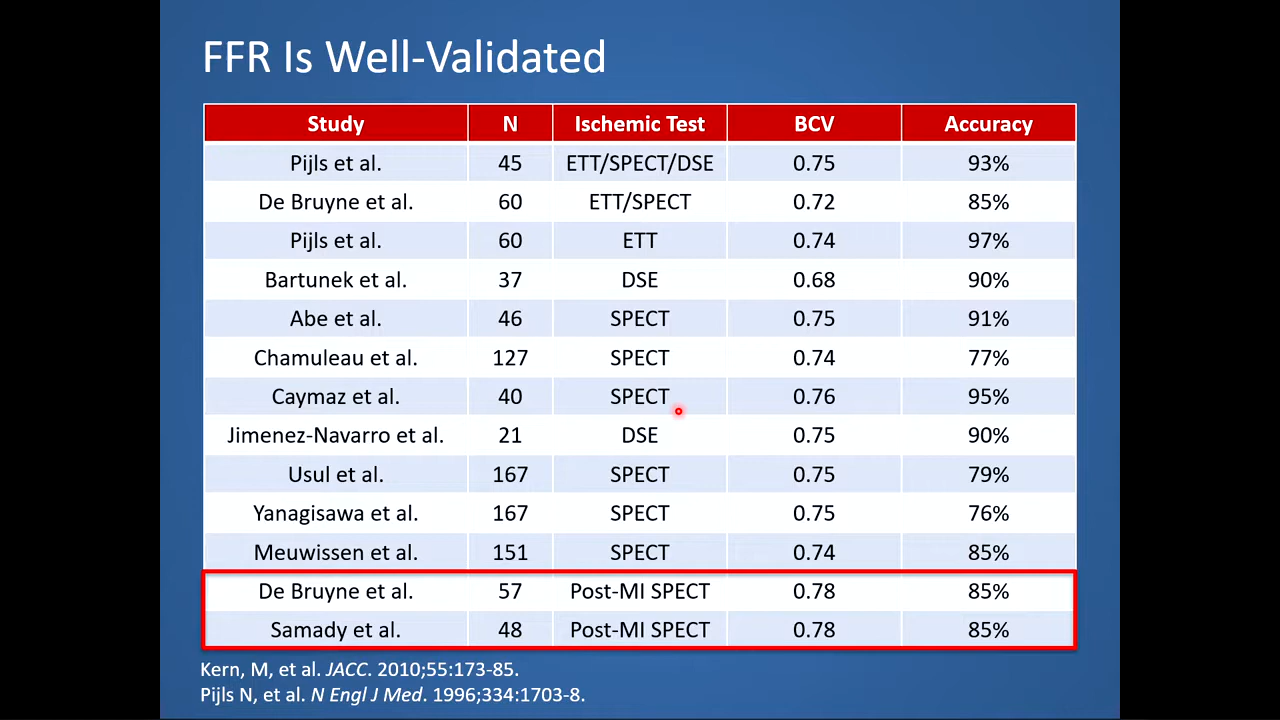 FFR Is Well-Validated
Study N Ischemic Test BCV Accuracy
Pijls et al. 45 ETT/SPECT/DSE 0.75 93%
De Bruyne et al. 60 ETT/SPECT 0.72 85%
Pijls et al. 60 ETT 0.74 97%
Bartunek et al. 37 DSE 0.68 90%
Abe et al. 46 SPECT 0.75 91%
Chamuleau et al. 127 SPECT 0.74 77%
Caymaz et al. 40 SPECT 0.76 95%
Jimenez-Navarro et al. 21 DSE 0.75 90%
Usul et al. 167 SPECT 0.75 79%
Yanagisawa et al. 167 SPECT 0.75 76%
Meuwissen et al. 151 SPECT 0.74 85%
De Bruyne et al. 57 Post-MI SPECT 0.78 85%
Samady et al. 48 Post-MI SPECT 0.78 85%
Kern, M, et al. JACC. 2010;55:173-85.
Pijls N, et al. N Engl J Med. 1996;334:1703-8.